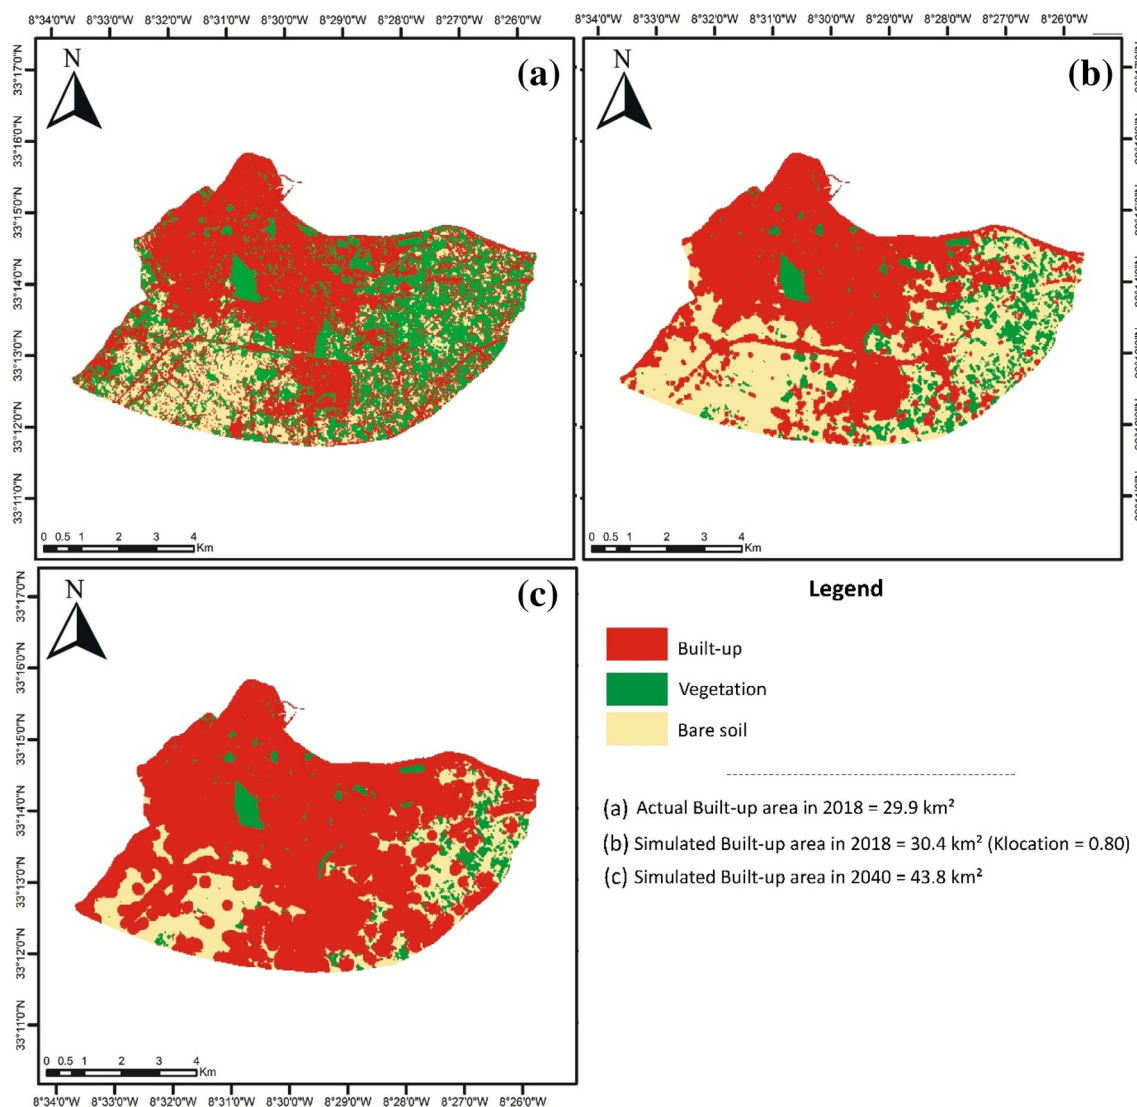 8°34'0"W 8°33'0"W 8°32'0"W 8°31'0"W 8°30'0"W 8°29'0"W 8°28'0"W 8°27'0"W 8°26'0"W
8°34'0"W 8°33'0"W 8°32'0"W 8°31'0"W 8°30'0"W 8°29'0"W 8°28'0"W 8°27'0"W 8°26'0"W
N
(a)
33°17'0"N
33°16'0"N
33°15'0"N
33°14'0"N
33°13'0"N
33°12'0"N
33°11'0"N
0 0.5 1 2 3 4
Km
N
(b)
0 0.5 1 2 3 4
Km
N
(c)
33°17'0"N
33°16'0"N
33°15'0"N
33°14'0"N
33°13'0"N
33°12'0"N
33°11'0"N
0 0.5 1 2 3 4
Km
8°34'0"W 8°33'0"W 8°32'0"W 8°31'0"W 8°30'0"W 8°29'0"W 8°28'0"W 8°27'0"W 8°26'0"W
Legend
Built-up
Vegetation
Bare soil
(a) Actual Built-up area in 2018 = 29.9 km²
(b) Simulated Built-up area in 2018 = 30.4 km² (Klocation = 0.80)
(c) Simulated Built-up area in 2040 = 43.8 km²